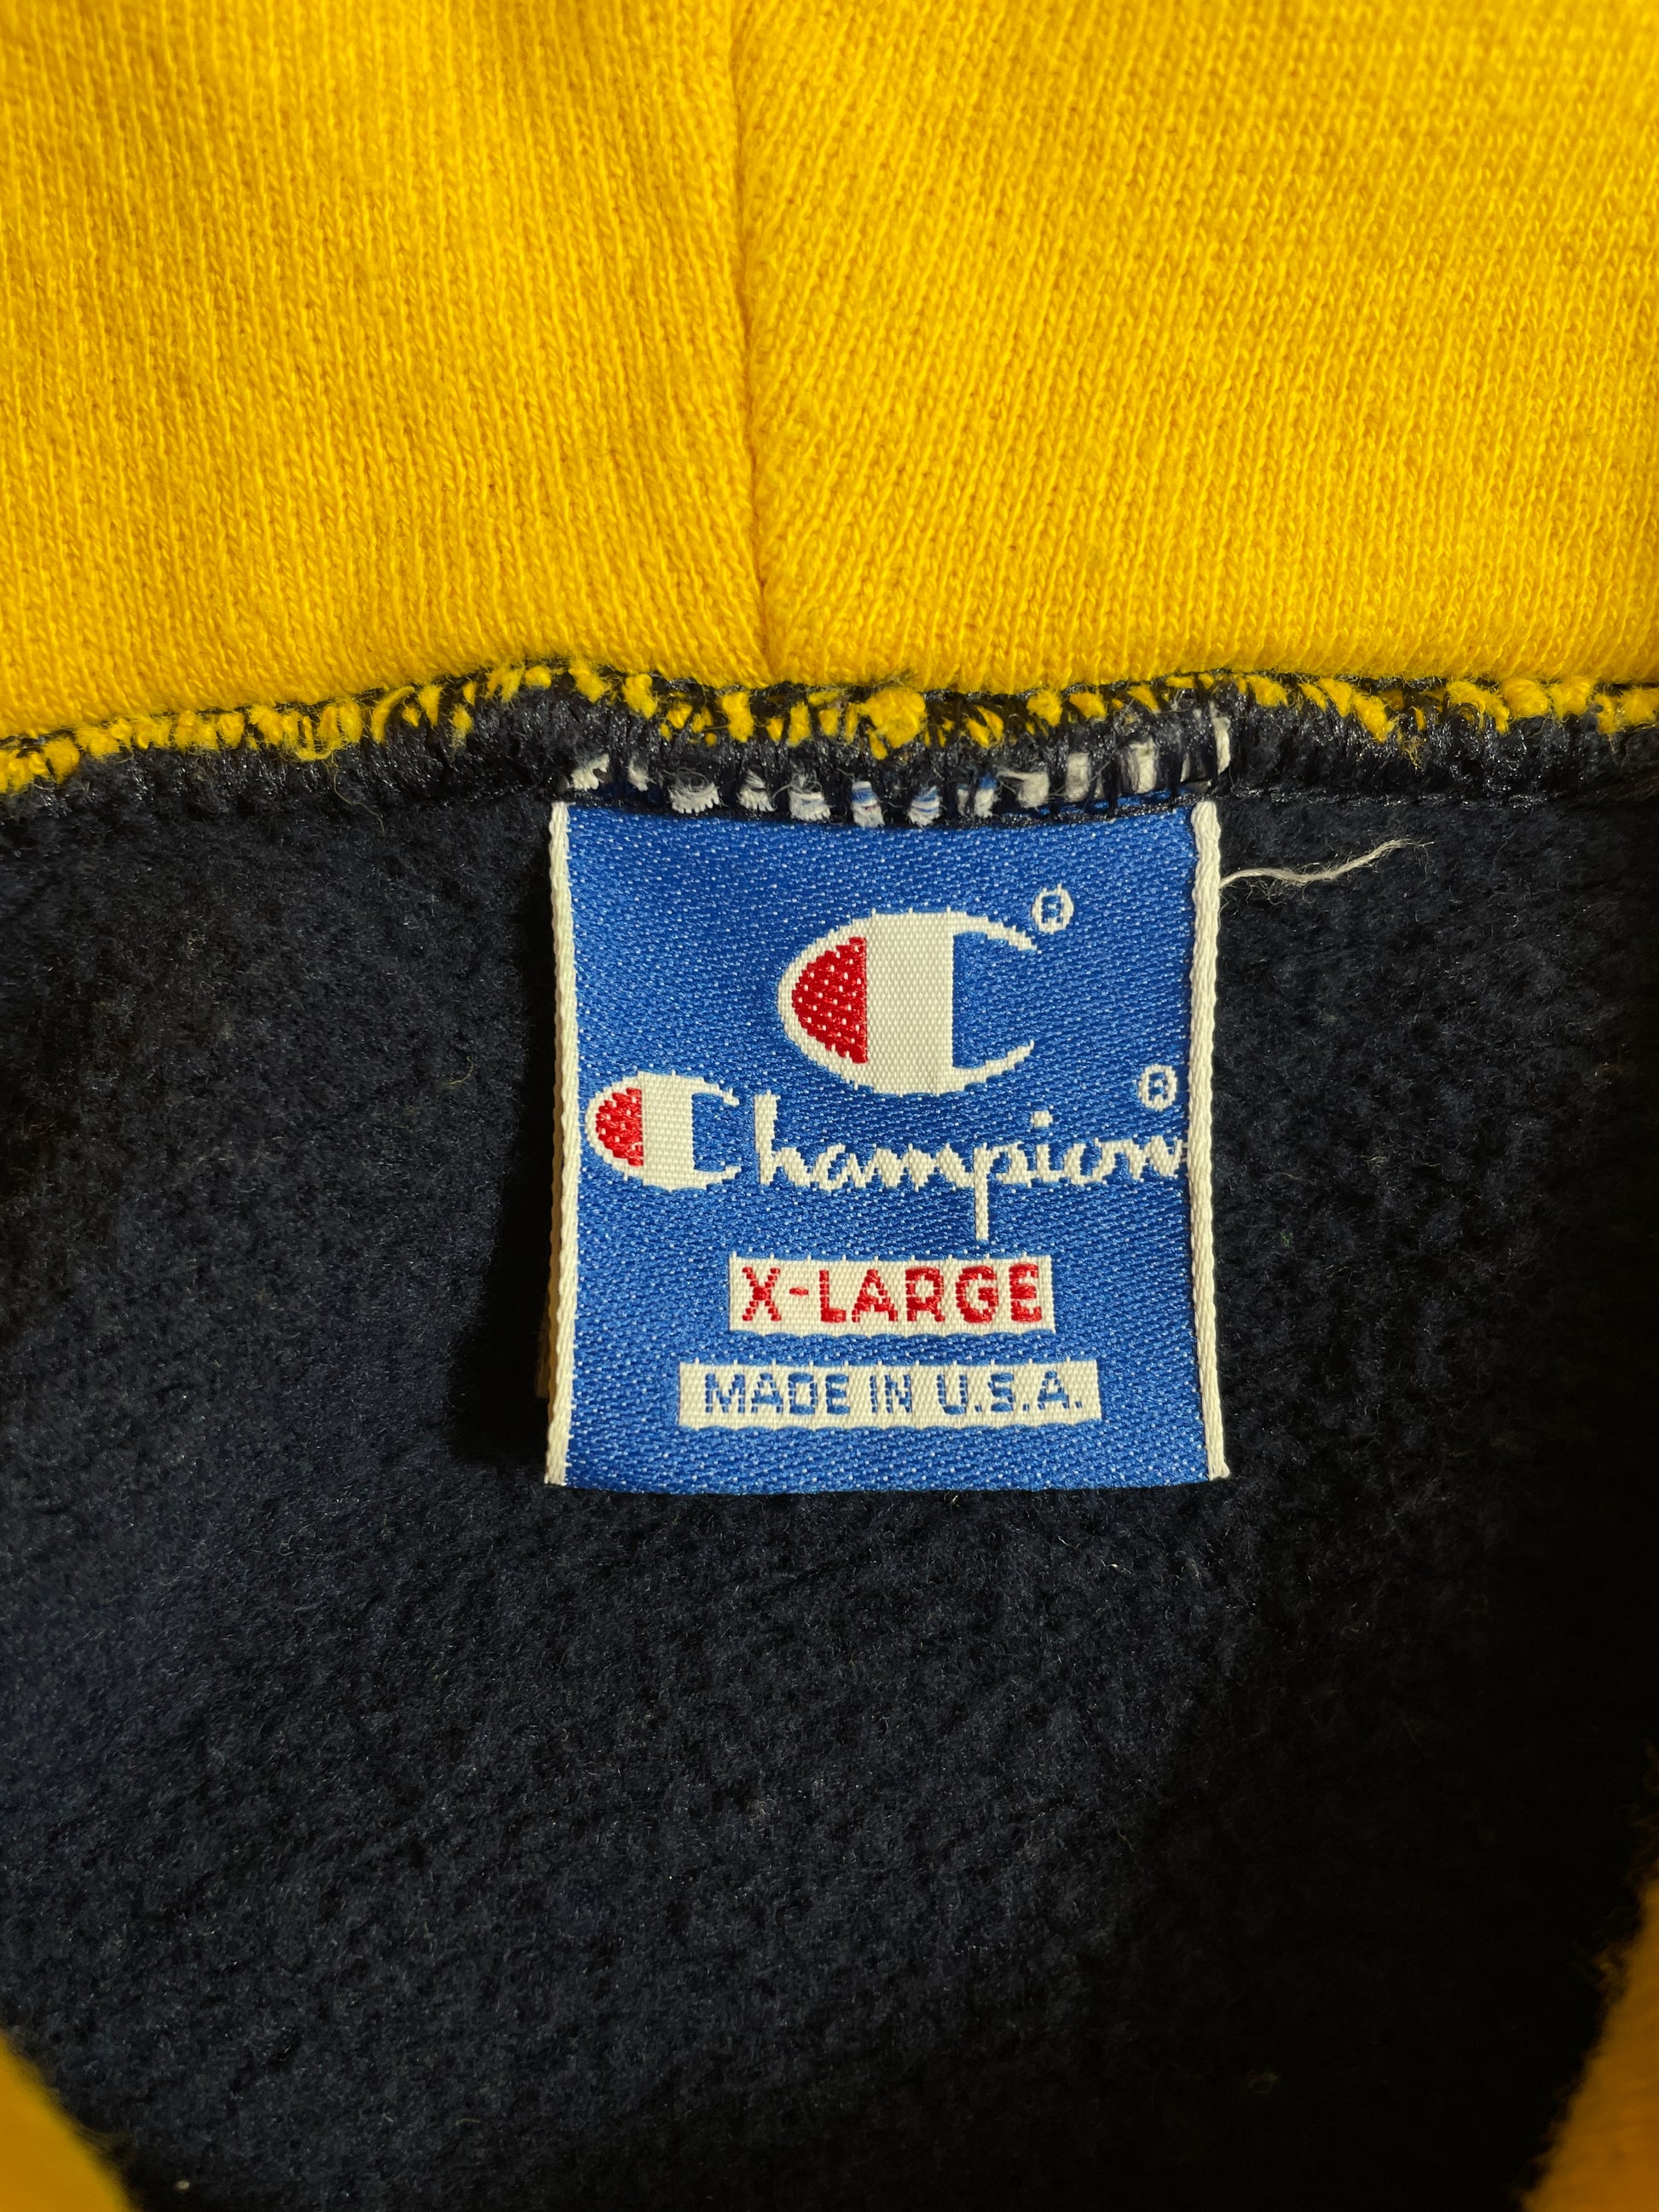 C®
Champion®
X-LARGE
MADE IN U.S.A.